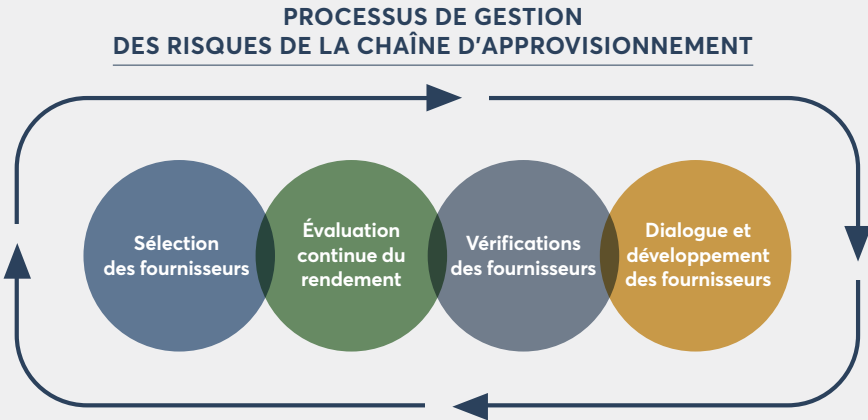 PROCESSUS DE GESTION
DES RISQUES DE LA CHAÎNE D'APPROVISIONNEMENT
Sélection
des fournisseurs
Évaluation
continue du
rendement
Vérifications
des fournisseurs
Dialogue et
développement
des fournisseurs